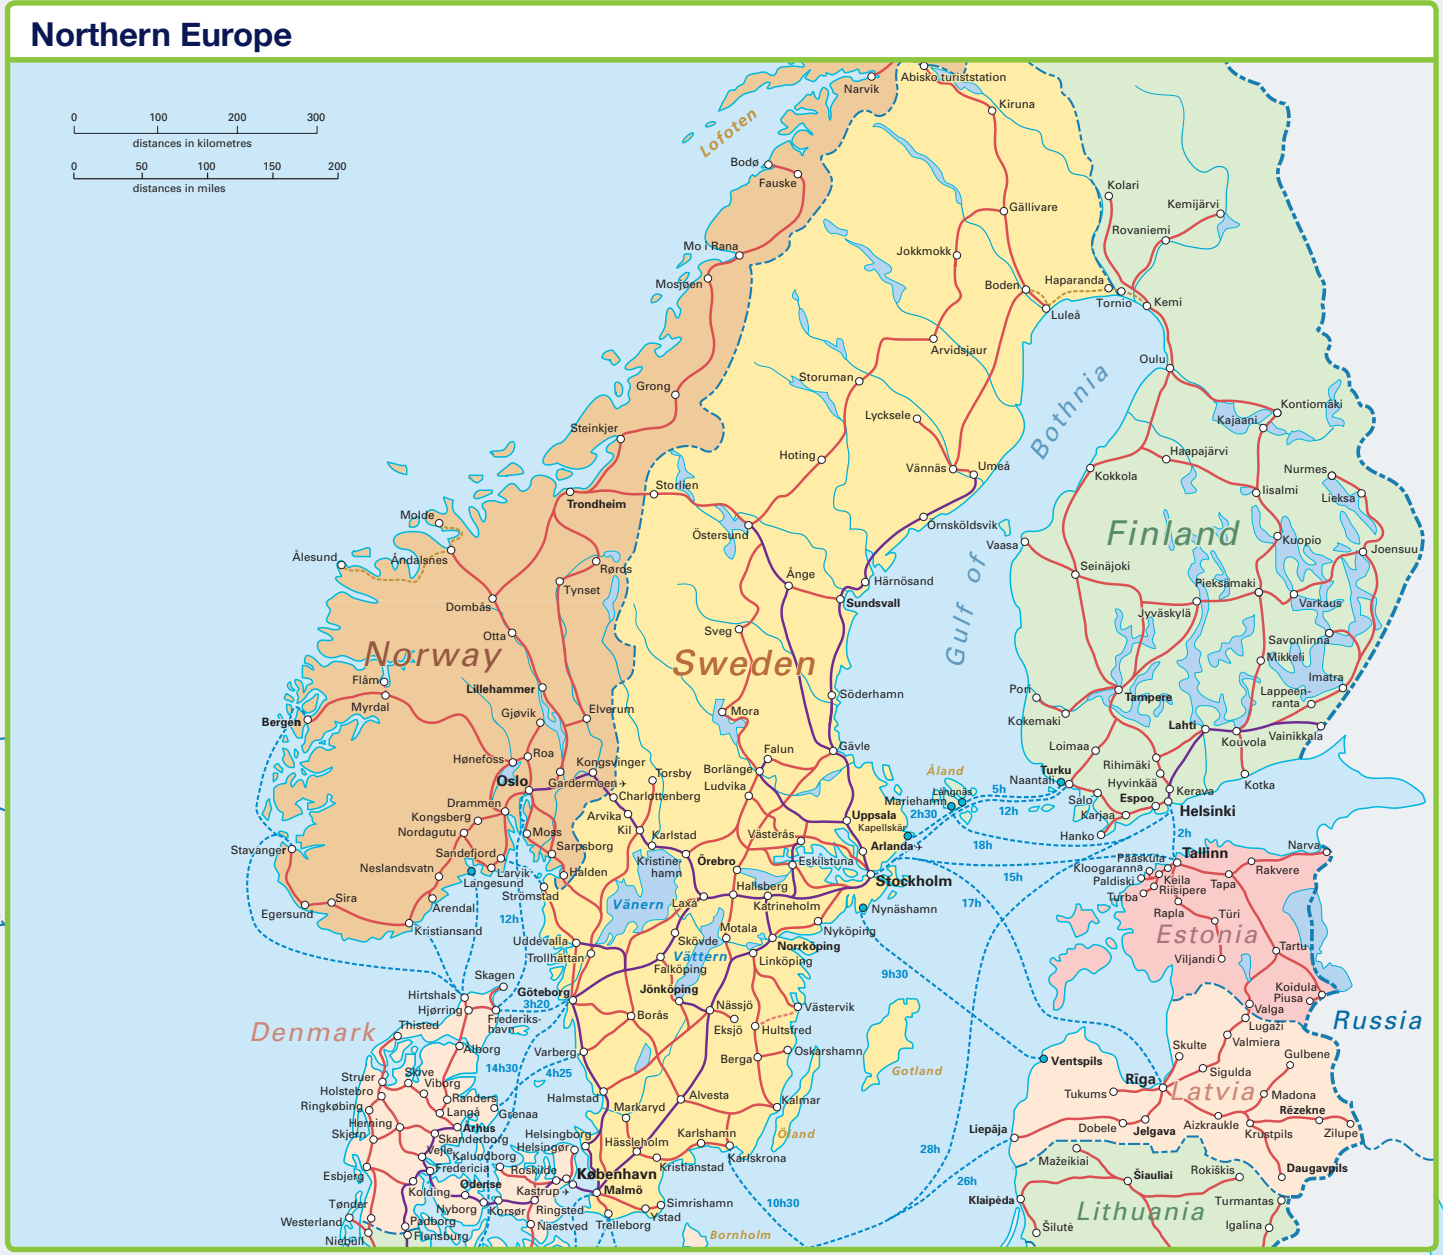 Northern Europe
0 100 200 300
distances in kilometres
0 50 100 150 200
distances in miles
Lofoten
Narvik
Abisko turiststation
Kiruna
Bodø
Fauske
Kolari
Kemijärvi
Gällivare
Rovaniemi
Mo i Rana
Jokkmokk
Mosjøen
Boden
Haparanda
Tornio
Kemi
Luleå
Arvidsjaur
Oulu
Storuman
Grong
Bothnia
Kontiomäki
Kajaani
Lycksele
Steinkjer
Hoting
Vännäs
Umeå
Haapajärvi
Kokkola
Nurmes
Lieksa
Iisalmi
Storlien
Trondheim
Molde
Östersund
Örnsköldsvik
Finland
Vaasa
Kuopio
Joensuu
Ålesund
Åndalsnes
Røros
Tynset
Ånge
Härnösand
Gulf of
Seinäjoki
Pieksämäki
Varkaus
Dombås
Sundsvall
Jyväskylä
Otta
Sveg
Savonlinna
Norway
Sweden
Mikkeli
Flåm
Lillehammer
Imatra
Myrdal
Söderhamn
Pori
Tampere
Lappeen-
ranta
Bergen
Gjøvik
Elverum
Mora
Kokemaki
Lahti
Kouvola
Vainikkala
Hønefoss
Roa
Falun
Gävle
Loimaa
Kongsvinger
Borlänge
Åland
Turku
Rihimäki
Oslo
Gardermoen
Torsby
Ludvika
Naantali
Hyvinkää
Kotka
Charlottenberg
Långnäs
Mariehamn
5h
12h
Salo
Espoo
Kerava
Helsinki
Drammen
Kongsberg
Arvika
Uppsala
2h30
Karjaa
Nordagutu
Moss
Kil
Karlstad
Västerås
Kapellskär
Hanko
2h
Stavanger
Sandefjord
Sarpsborg
Arlanda
18h
Tallinn
Narva
Neslandsvatn
Larvik
Halden
Kristine-
hamn
Örebro
Eskilstuna
Stockholm
15h
Pääsküla
Kloogaranna
Paldiski
Keila
Riisipere
Tapa
Rakvere
Langesund
Strömstad
Hallsberg
Turba
Sira
Arendal
Vänern
Laxå
Katrineholm
Nynäshamn
17h
Rapla
Türi
Egersund
Kristiansand
12h
Motala
Nyköping
Estonia
Uddevalla
Skövde
Norrköping
Tartu
Trollhättan
Vättern
Linköping
Viljandi
Skagen
Falköping
9h30
Göteborg
Jönköping
Koidula
Hirtshals
3h20
Piusa
Hjørring
Frederiks-
havn
Borås
Nässjö
Västervik
Valga
Russia
Denmark
Thisted
Eksjö
Hultsfred
Lugaži
Ålborg
Varberg
Berga
Oskarshamn
Skulte
Valmiera
Gulbene
Ventspils
Gotland
Struer
Skive
14h30
4h25
Rīga
Sigulda
Holstebro
Viborg
Latvia
Tukums
Madona
Ringkøbing
Randers
Halmstad
Alvesta
Kalmar
Langå
Grenaa
Markaryd
Rēzekne
Herning
Århus
Liepāja
Dobele
Jelgava
Aizkraukle
Krustpils
Zilupe
Skjern
Skanderborg
Helsingborg
Hässleholm
Karlshamn
Öland
Vejle
Kalundborg
Helsingør
28h
Karlskrona
Mažeikiai
Esbjerg
Fredericia
Roskilde
København
Kristianstad
Šiauliai
Rokiškis
Daugavpils
Odense
26h
Kolding
Kastrup
Malmö
10h30
Klaipėda
Tønder
Nyborg
Korsør
Ringsted
Simrishamn
Turmantas
Westerland
Padborg
Næstved
Ystad
Lithuania
Niebüll
Flensburg
Trelleborg
Bornholm
Šilutė
Igalina